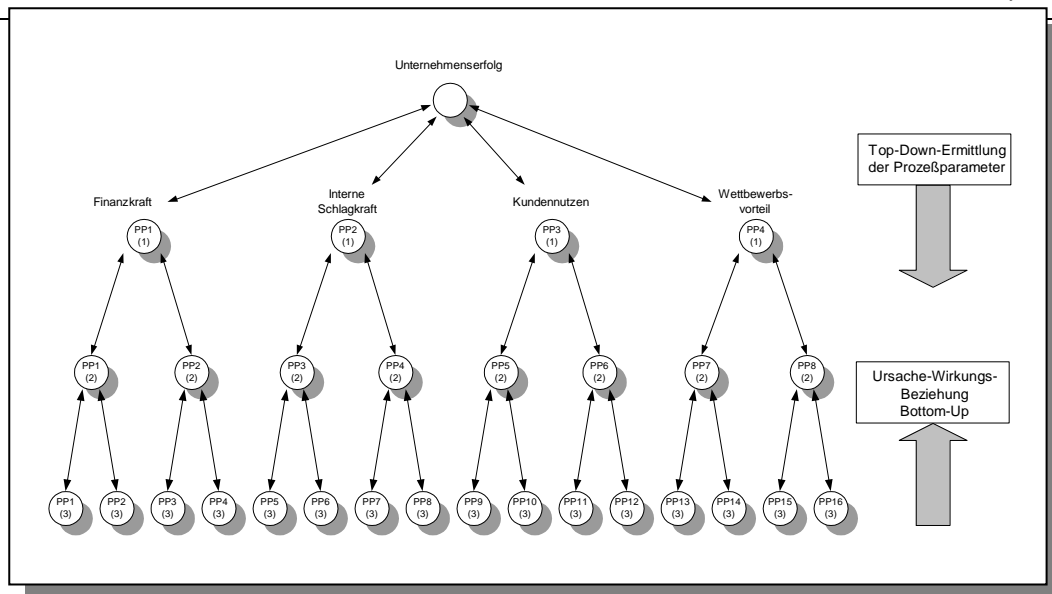 Unternehmenserfolg
Top-Down-Ermittlung
der Prozeßparameter
Finanzkraft
Interne
Schlagkraft
Kundennutzen
Wettbewerbs-
vorteil
PP1
(1)
PP2
(1)
PP3
(1)
PP4
(1)
PP1
(2)
PP2
(2)
PP3
(2)
PP4
(2)
PP5
(2)
PP6
(2)
PP7
(2)
PP8
(2)
Ursache-Wirkungs-
Beziehung
Bottom-Up
PP1
(3)
PP2
(3)
PP3
(3)
PP4
(3)
PP5
(3)
PP6
(3)
PP7
(3)
PP8
(3)
PP9
(3)
PP10
(3)
PP11
(3)
PP12
(3)
PP13
(3)
PP14
(3)
PP15
(3)
PP16
(3)